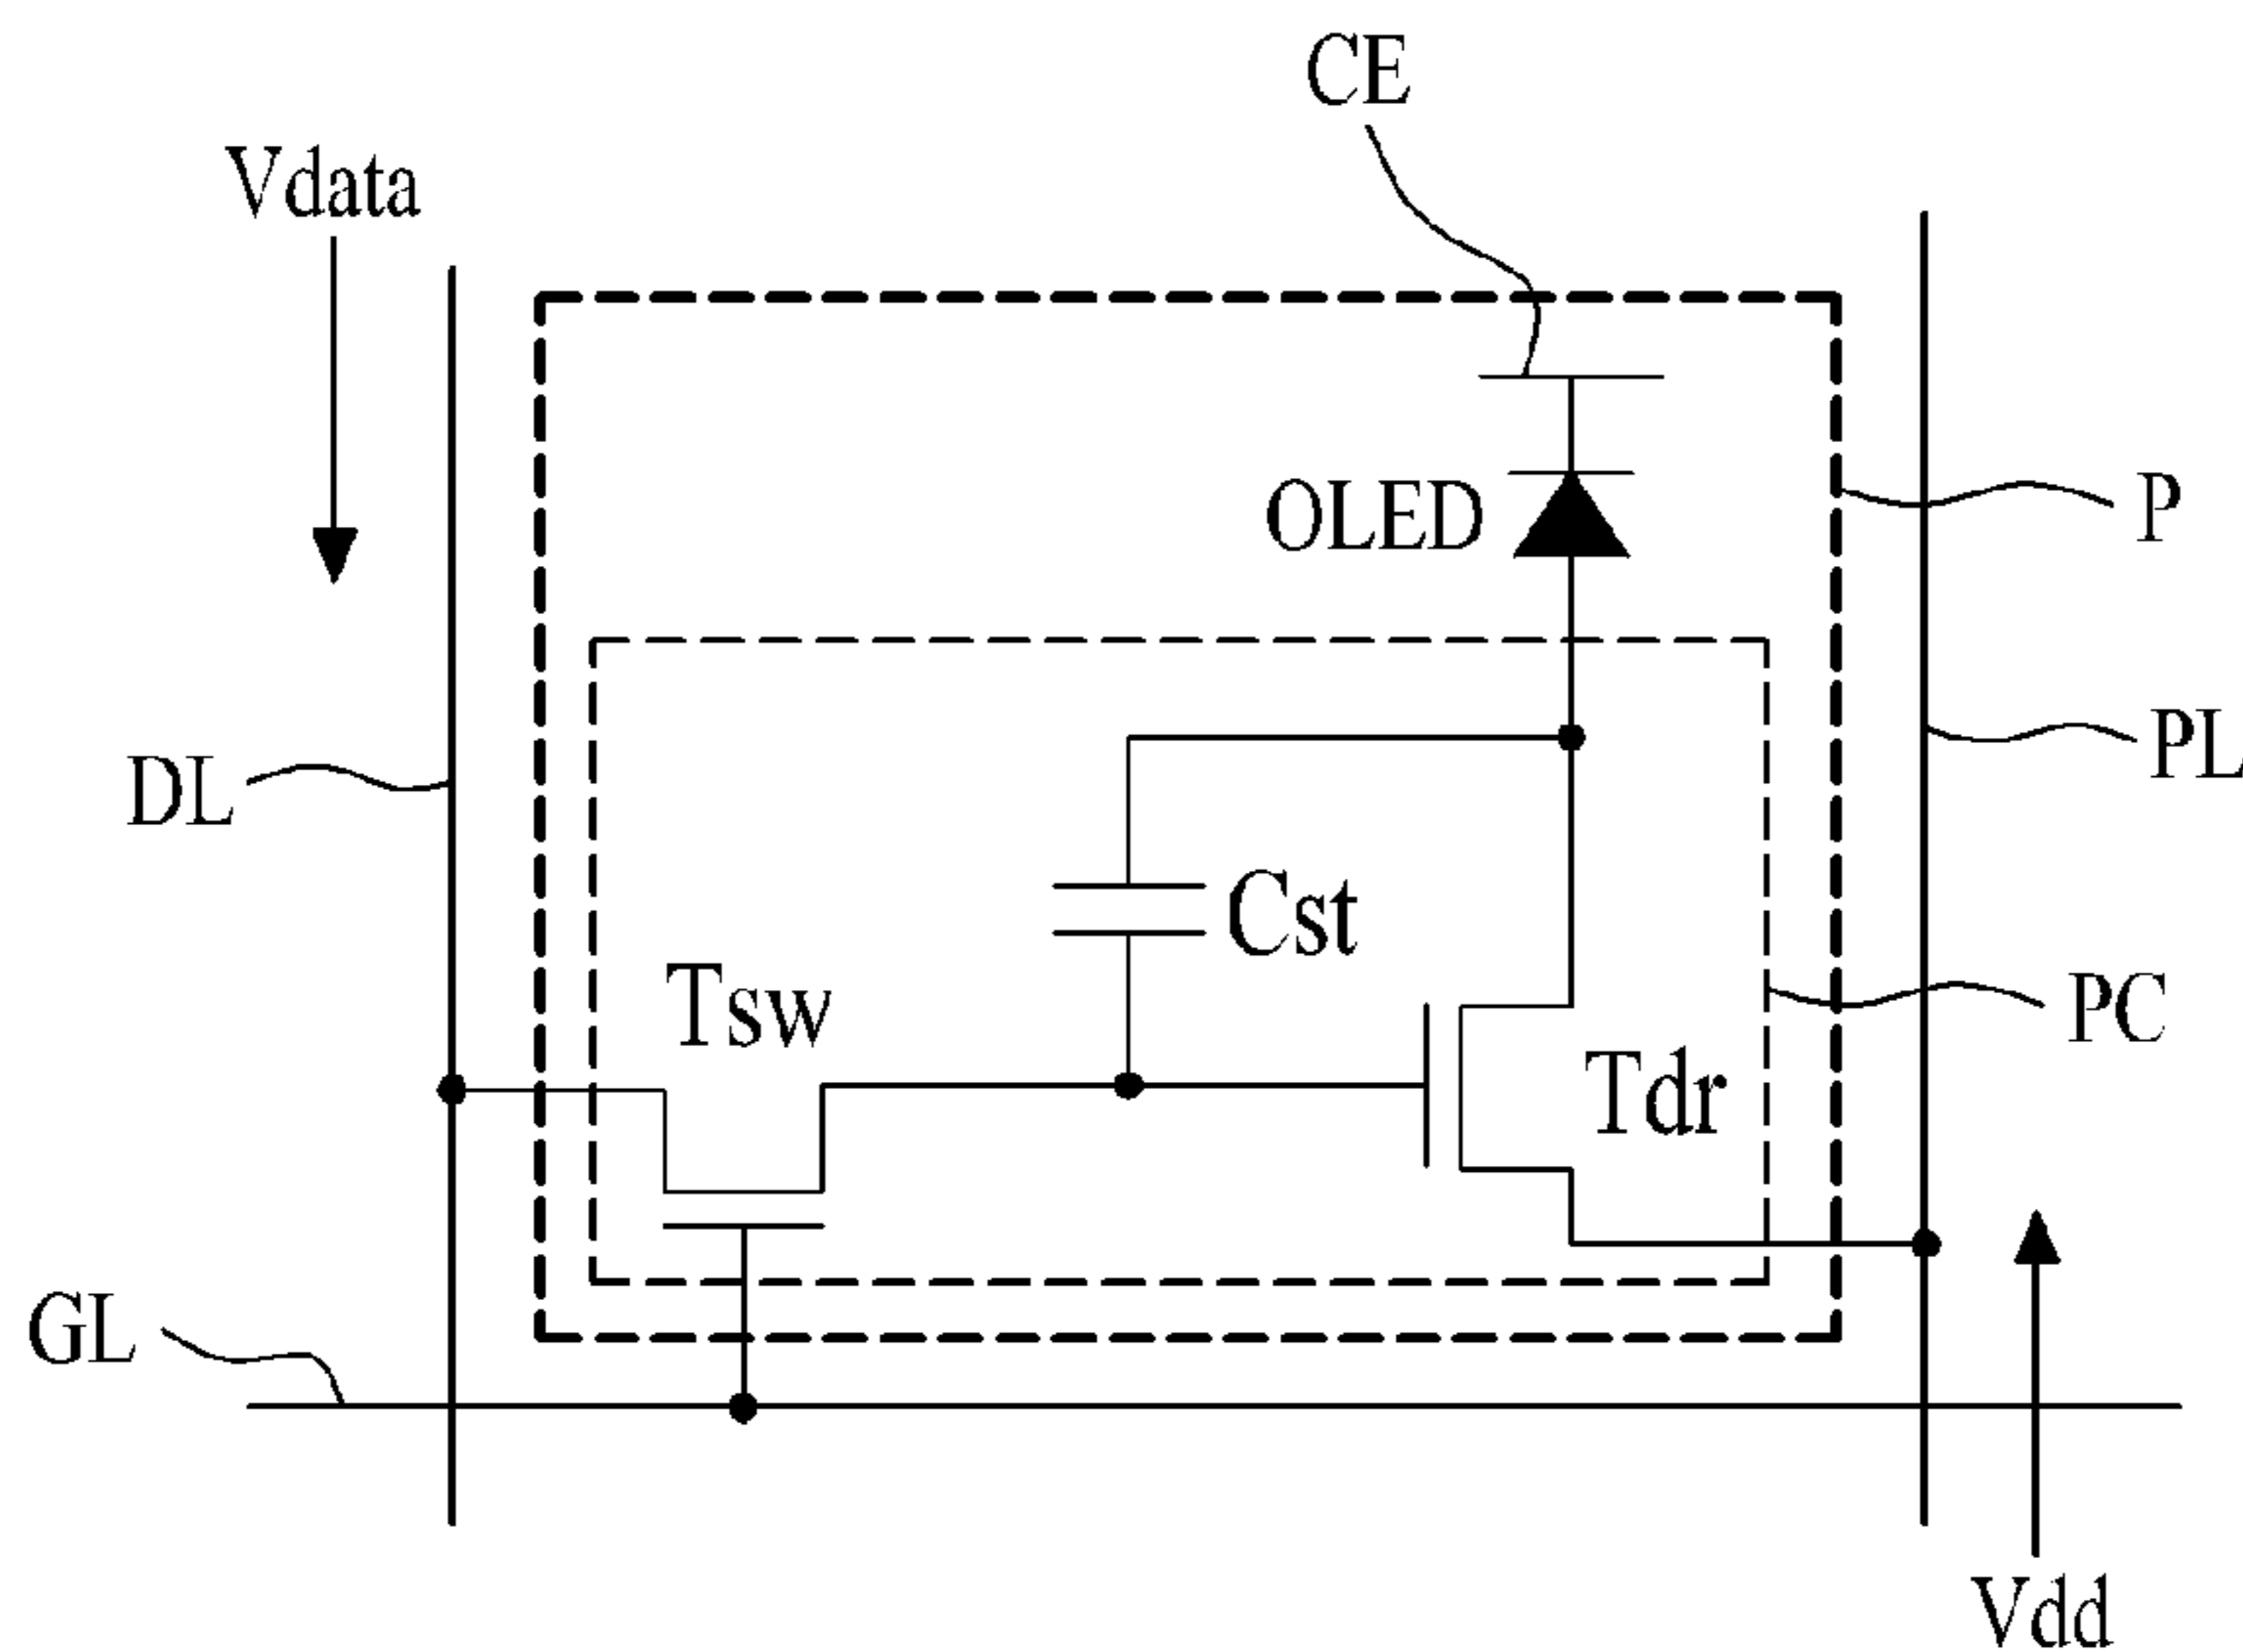 CE
Vdata
OLED
P
DL
PL
Cst
Tsw
PC
Tdr
GL
Vdd